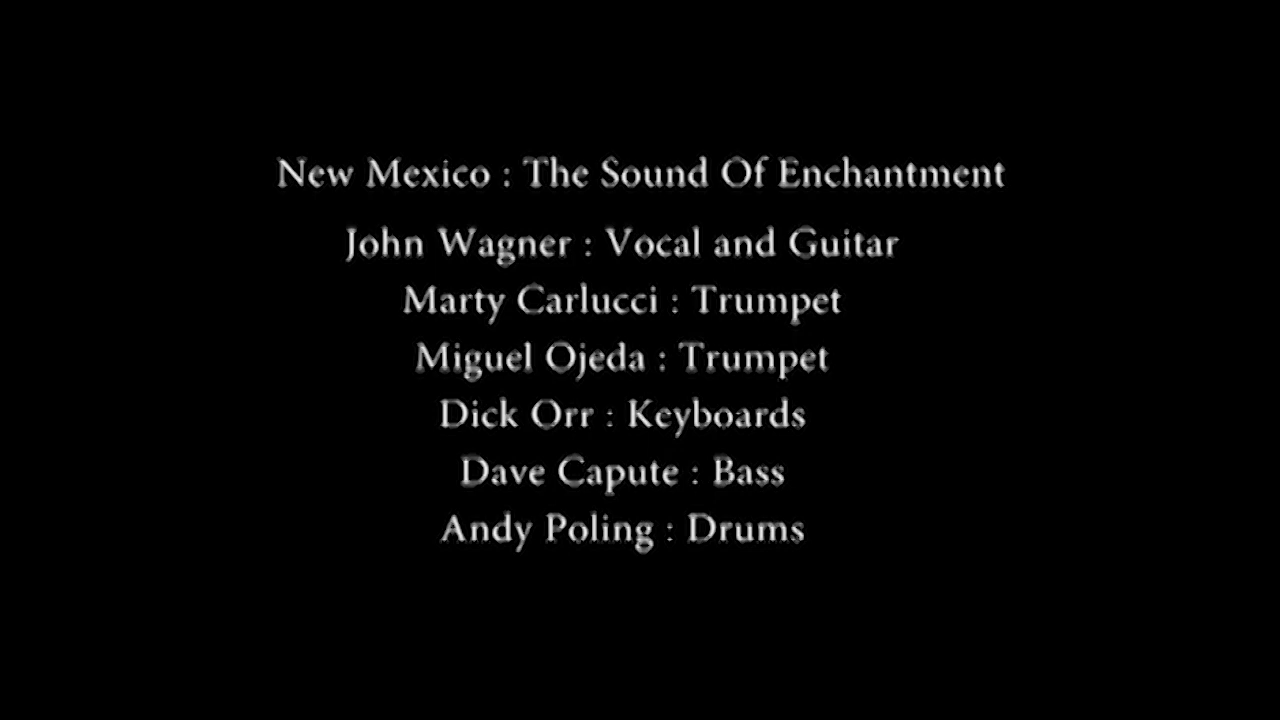 New Mexico : The Sound Of Enchantment
John Wagner : Vocal and Guitar
Marty Carlucci : Trumpet
Miguel Ojeda : Trumpet
Dick Orr : Keyboards
Dave Capute : Bass
Andy Poling : Drums